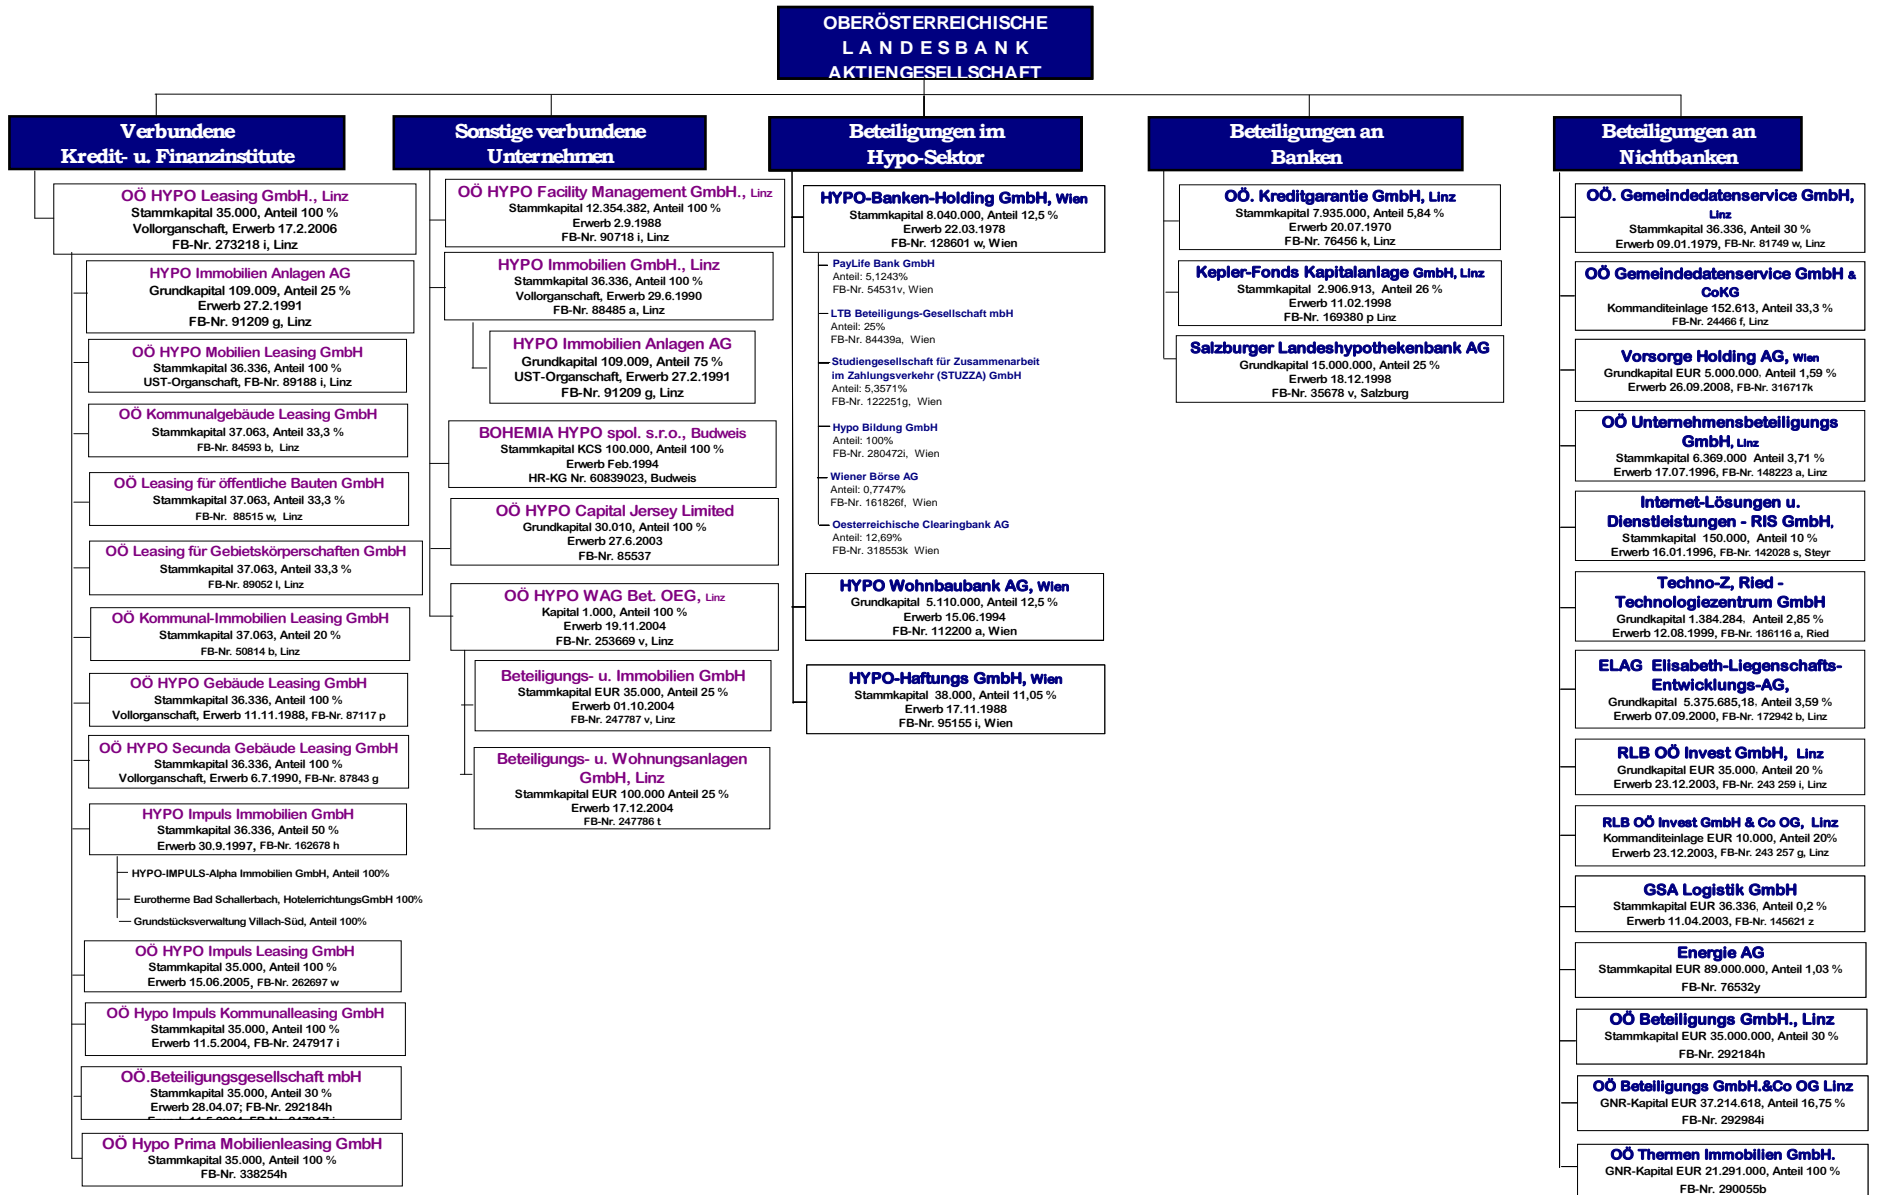 OBERÖSTERREICHISCHE
L A N D E S B A N K
AKTIENGESELLSCHAFT
Verbundene
Kredit- u. Finanzinstitute
OÖ HYPO Leasing GmbH., Linz
Stammkapital 35.000, Anteil 100 %
Vollorganschaft, Erwerb 17.2.2006
FB-Nr. 273218 i, Linz
HYPO Immobilien Anlagen AG
Grundkapital 109.009, Anteil 25 %
Erwerb 27.2.1991
FB-Nr. 91209 g, Linz
OÖ HYPO Mobilien Leasing GmbH
Stammkapital 36.336, Anteil 100 %
UST-Organschaft, FB-Nr. 89188 i, Linz
OÖ Kommunalgebäude Leasing GmbH
Stammkapital 37.063, Anteil 33,3 %
FB-Nr. 84593 b, Linz
OÖ Leasing für öffentliche Bauten GmbH
Stammkapital 37.063, Anteil 33,3 %
FB-Nr. 88515 w, Linz
OÖ Leasing für Gebietskörperschaften GmbH
Stammkapital 37.063, Anteil 33,3 %
FB-Nr. 89052 l, Linz
OÖ Kommunal-Immobilien Leasing GmbH
Stammkapital 37.063, Anteil 20 %
FB-Nr. 50814 b, Linz
OÖ HYPO Gebäude Leasing GmbH
Stammkapital 36.336, Anteil 100 %
Vollorganschaft, Erwerb 11.11.1988, FB-Nr. 87117 p
OÖ HYPO Secunda Gebäude Leasing GmbH
Stammkapital 36.336, Anteil 100 %
Vollorganschaft, Erwerb 6.7.1990, FB-Nr. 87843 g
HYPO Impuls Immobilien GmbH
Stammkapital 36.336, Anteil 50 %
Erwerb 30.9.1997, FB-Nr. 162678 h
HYPO-IMPULS-Alpha Immobilien GmbH, Anteil 100%
Eurotherme Bad Schallerbach, HotelerrichtungsGmbH 100%
Grundstücksverwaltung Villach-Süd, Anteil 100%
OÖ HYPO Impuls Leasing GmbH
Stammkapital 35.000, Anteil 100 %
Erwerb 15.06.2005, FB-Nr. 262697 w
OÖ Hypo Impuls Kommunalleasing GmbH
Stammkapital 35.000, Anteil 100 %
Erwerb 11.5.2004, FB-Nr. 247917 i
OÖ.Beteiligungsgesellschaft mbH
Stammkapital 35.000, Anteil 30 %
Erwerb 28.04.07; FB-Nr. 292184h
Erwerb 11.5.2004, FB-Nr. 247917 i
OÖ Hypo Prima Mobilienleasing GmbH
Stammkapital 35.000, Anteil 100 %
FB-Nr. 338254h
Sonstige verbundene
Unternehmen
OÖ HYPO Facility Management GmbH., Linz
Stammkapital 12.354.382, Anteil 100 %
Erwerb 2.9.1988
FB-Nr. 90718 i, Linz
HYPO Immobilien GmbH., Linz
Stammkapital 36.336, Anteil 100 %
Vollorganschaft, Erwerb 29.6.1990
FB-Nr. 88485 a, Linz
HYPO Immobilien Anlagen AG
Grundkapital 109.009, Anteil 75 %
UST-Organschaft, Erwerb 27.2.1991
FB-Nr. 91209 g, Linz
BOHEMIA HYPO spol. s.r.o., Budweis
Stammkapital KCS 100.000, Anteil 100 %
Erwerb Feb.1994
HR-KG Nr. 60839023, Budweis
OÖ HYPO Capital Jersey Limited
Grundkapital 30.010, Anteil 100 %
Erwerb 27.6.2003
FB-Nr. 85537
OÖ HYPO WAG Bet. OEG, Linz
Kapital 1.000, Anteil 100 %
Erwerb 19.11.2004
FB-Nr. 253669 v, Linz
Beteiligungs- u. Immobilien GmbH
Stammkapital EUR 35.000, Anteil 25 %
Erwerb 01.10.2004
FB-Nr. 247787 v, Linz
Beteiligungs- u. Wohnungsanlagen
GmbH, Linz
Stammkapital EUR 100.000 Anteil 25 %
Erwerb 17.12.2004
FB-Nr. 247786 t
Beteiligungen im
Hypo-Sektor
HYPO-Banken-Holding GmbH, Wien
Stammkapital 8.040.000, Anteil 12,5 %
Erwerb 22.03.1978
FB-Nr. 128601 w, Wien
PayLife Bank GmbH
Anteil: 5,1243%
FB-Nr. 54531v, Wien
LTB Beteiligungs-Gesellschaft mbH
Anteil: 25%
FB-Nr. 84439a, Wien
Studiengesellschaft für Zusammenarbeit
im Zahlungsverkehr (STUZZA) GmbH
Anteil: 5,3571%
FB-Nr. 122251g, Wien
Hypo Bildung GmbH
Anteil: 100%
FB-Nr. 280472i, Wien
Wiener Börse AG
Anteil: 0,7747%
FB-Nr. 161826f, Wien
Oesterreichische Clearingbank AG
Anteil: 12,69%
FB-Nr. 318553k Wien
HYPO Wohnbaubank AG, Wien
Grundkapital 5.110.000, Anteil 12,5 %
Erwerb 15.06.1994
FB-Nr. 112200 a, Wien
HYPO-Haftungs GmbH, Wien
Stammkapital 38.000, Anteil 11,05 %
Erwerb 17.11.1988
FB-Nr. 95155 i, Wien
Beteiligungen an
Banken
OÖ. Kreditgarantie GmbH, Linz
Stammkapital 7.935.000, Anteil 5,84 %
Erwerb 20.07.1970
FB-Nr. 76456 k, Linz
Kepler-Fonds Kapitalanlage GmbH, Linz
Stammkapital 2.906.913, Anteil 26 %
Erwerb 11.02.1998
FB-Nr. 169380 p Linz
Salzburger Landeshypothekenbank AG
Grundkapital 15.000.000, Anteil 25 %
Erwerb 18.12.1998
FB-Nr. 35678 v, Salzburg
Beteiligungen an
Nichtbanken
OÖ. Gemeindedatenservice GmbH,
Linz
Stammkapital 36.336, Anteil 30 %
Erwerb 09.01.1979, FB-Nr. 81749 w, Linz
OÖ Gemeindedatenservice GmbH &
CoKG
Kommanditeinlage 152.613, Anteil 33,3 %
FB-Nr. 24466 f, Linz
Vorsorge Holding AG, Wien
Grundkapital EUR 5.000.000, Anteil 1,59 %
Erwerb 26.09.2008, FB-Nr. 316717k
OÖ Unternehmensbeteiligungs
GmbH, Linz
Stammkapital 6.369.000 Anteil 3,71 %
Erwerb 17.07.1996, FB-Nr. 148223 a, Linz
Internet-Lösungen u.
Dienstleistungen - RIS GmbH,
Stammkapital 150.000, Anteil 10 %
Erwerb 16.01.1996, FB-Nr. 142028 s, Steyr
Techno-Z, Ried -
Technologiezentrum GmbH
Grundkapital 1.384.284, Anteil 2,85 %
Erwerb 12.08.1999, FB-Nr. 186116 a, Ried
ELAG Elisabeth-Liegenschafts-
Entwicklungs-AG,
Grundkapital 5.375.685,18, Anteil 3,59 %
Erwerb 07.09.2000, FB-Nr. 172942 b, Linz
RLB OÖ Invest GmbH, Linz
Grundkapital EUR 35.000, Anteil 20 %
Erwerb 23.12.2003, FB-Nr. 243 259 i, Linz
RLB OÖ Invest GmbH & Co OG, Linz
Kommanditeinlage EUR 10.000, Anteil 20%
Erwerb 23.12.2003, FB-Nr. 243 257 g, Linz
GSA Logistik GmbH
Stammkapital EUR 36.336, Anteil 0,2 %
Erwerb 11.04.2003, FB-Nr. 145621 z
Energie AG
Stammkapital EUR 89.000.000, Anteil 1,03 %
FB-Nr. 76532y
OÖ Beteiligungs GmbH., Linz
Stammkapital EUR 35.000.000, Anteil 30 %
FB-Nr. 292184h
OÖ Beteiligungs GmbH.&Co OG Linz
GNR-Kapital EUR 37.214.618, Anteil 16,75 %
FB-Nr. 292984i
OÖ Thermen Immobilien GmbH.
GNR-Kapital EUR 21.291.000, Anteil 100 %
FB-Nr. 290055b